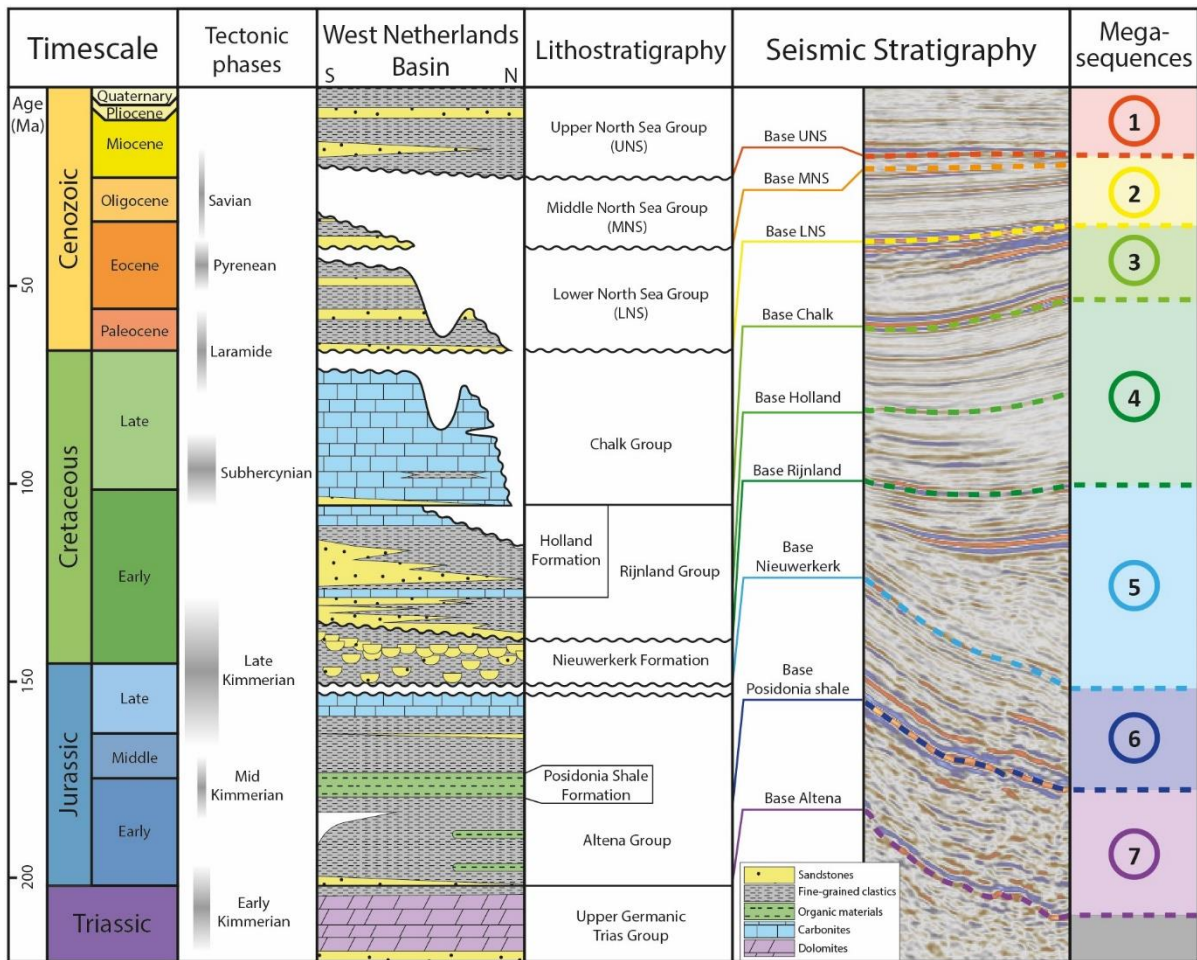 Timescale
Tectonic
phases
West Netherlands
Basin
S
N
Lithostratigraphy
Seismic Stratigraphy
Mega-
sequences
Age
(Ma)
50
100
150
200
Cenozoic
Cretaceous
Jurassic
Triassic
Quaternary
Pliocene
Miocene
Oligocene
Eocene
Paleocene
Late
Early
Late
Middle
Early
Savian
Pyrenean
Laramide
Subhercynian
Late
Kimmerian
Mid
Kimmerian
Early
Kimmerian
Upper North Sea Group
(UNS)
Middle North Sea Group
(MNS)
Lower North Sea Group
(LNS)
Chalk Group
Holland
Formation
Rijnland Group
Nieuwerkerk Formation
Posidonia Shale
Formation
Altena Group
Upper Germanic
Trias Group
Base UNS
Base MNS
Base LNS
Base Chalk
Base Holland
Base Rijnland
Base
Nieuwerkerk
Base
Posidonia shale
Base Altena
Sandstones
Fine-grained clastics
Organic materials
Carbonites
Dolomites
1
2
3
4
5
6
7